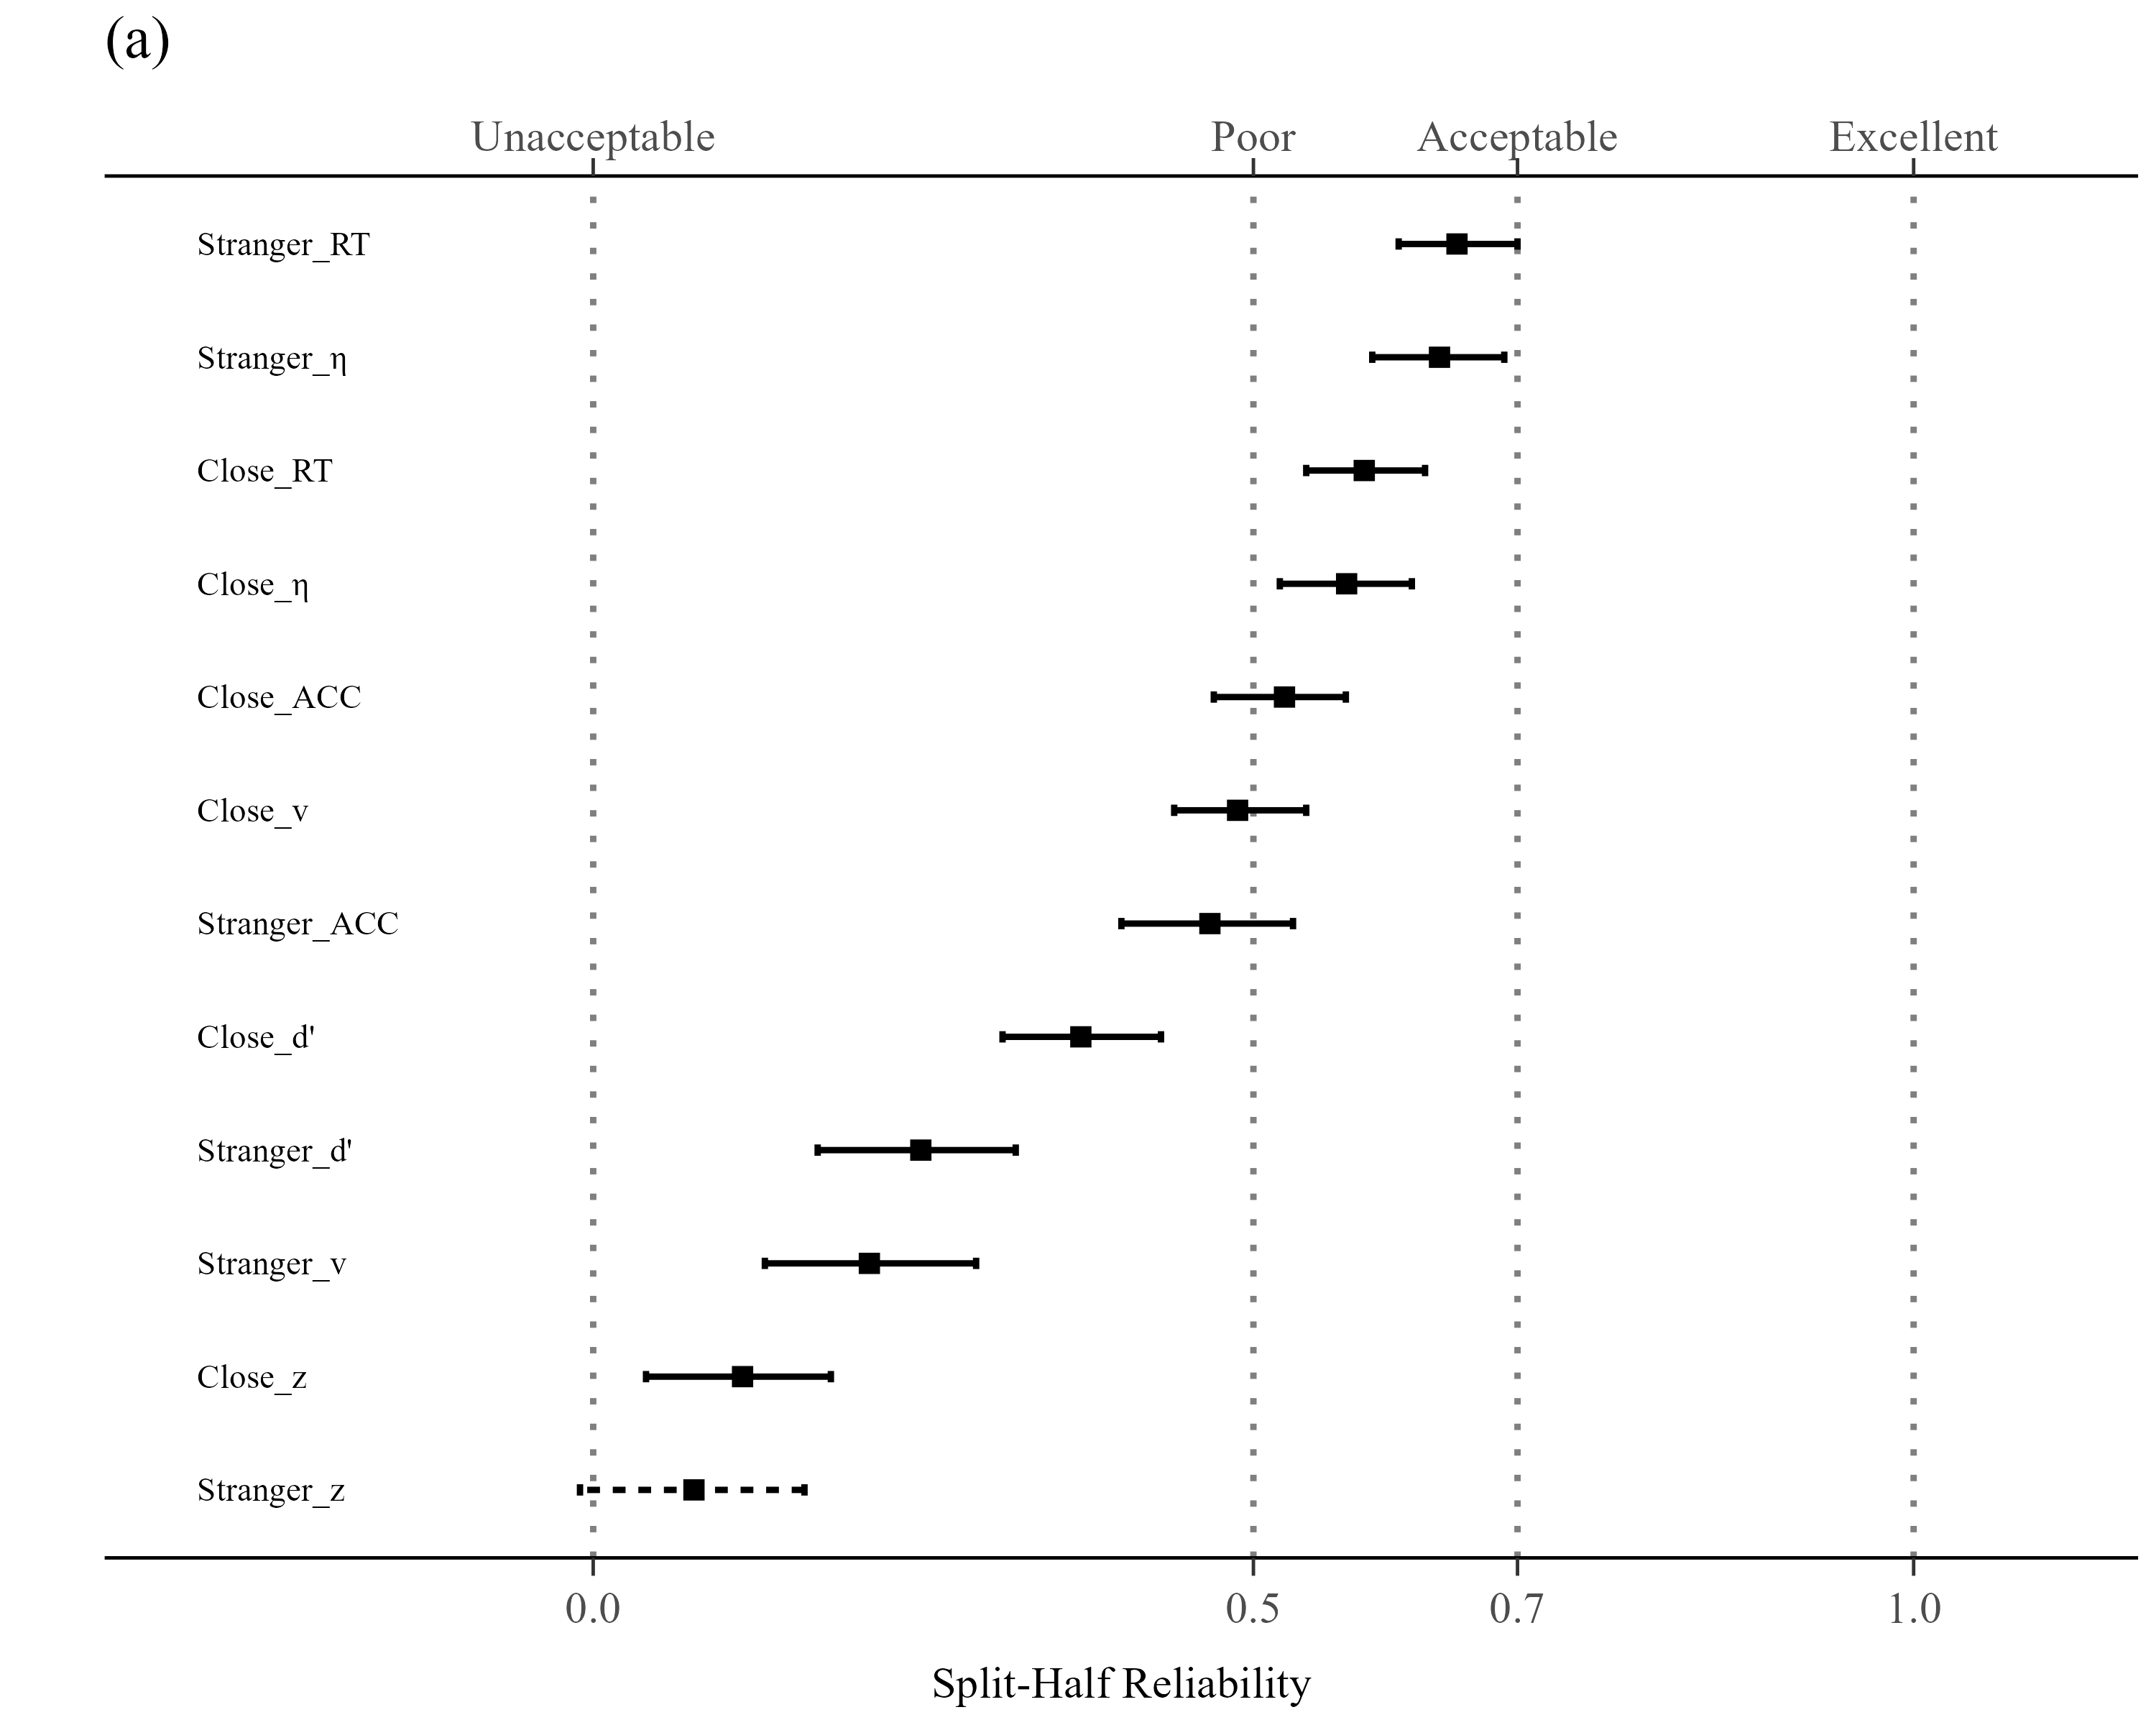 (a)
Unacceptable Poor Acceptable Excellent
Stranger_RT
Stranger_η
Close_RT
Close_η
Close_ACC
Close_v
Stranger_ACC
Close_d'
Stranger_d'
Stranger_v
Close_z
Stranger_z
0.0 0.5 0.7 1.0
Split-Half Reliability